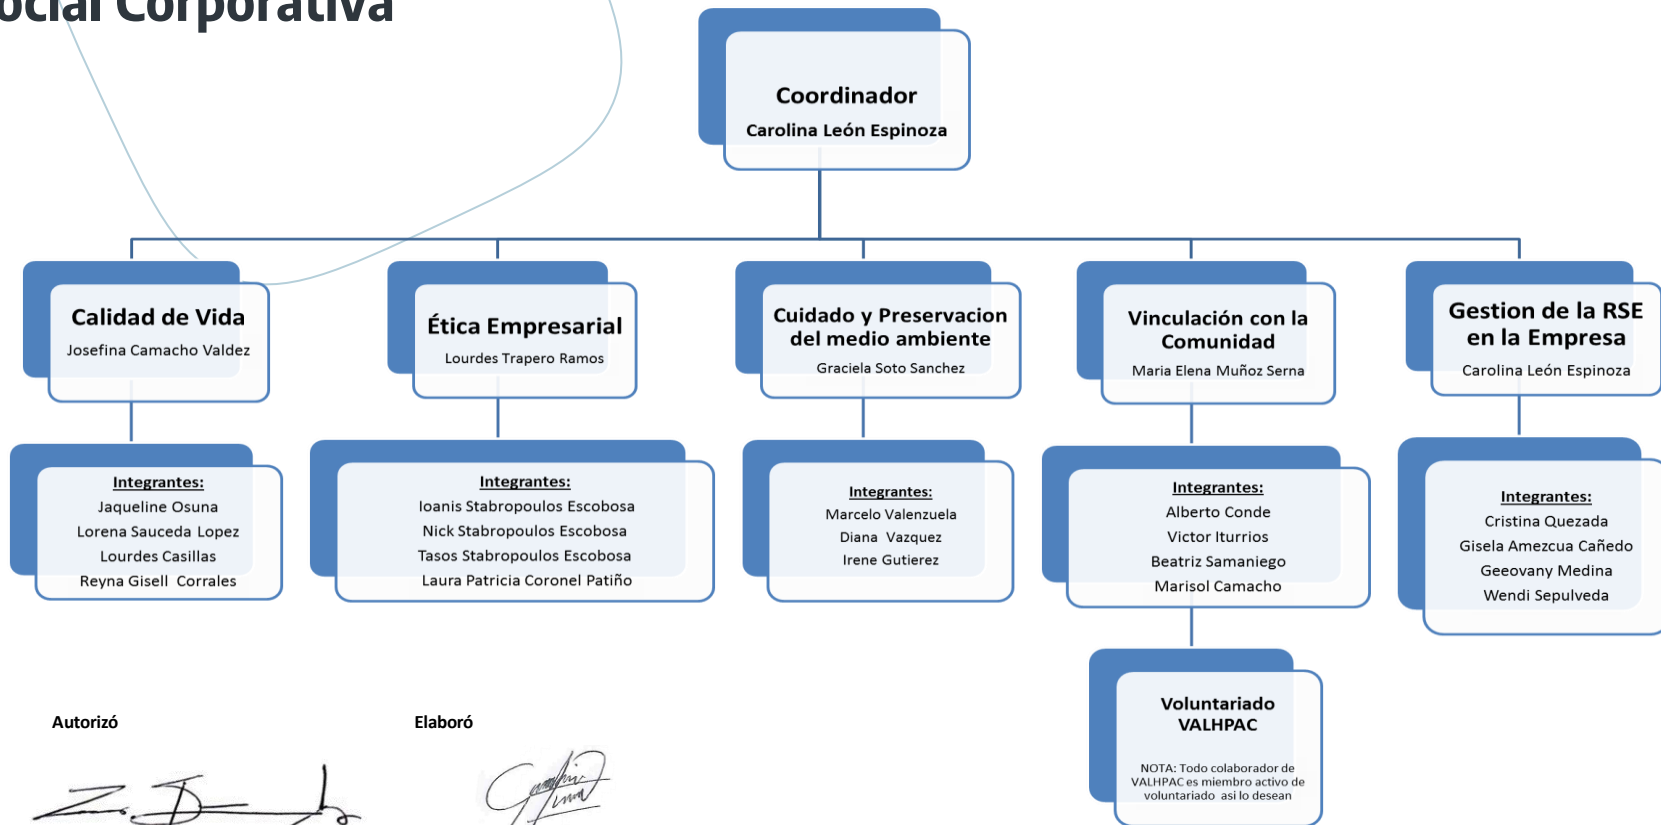 ocial Corporativa
Coordinador
Carolina León Espinoza
Calidad de Vida
Josefina Camacho Valdez
Ética Empresarial
Lourdes Trapero Ramos
Cuidado y Preservacion
del medio ambiente
Graciela Soto Sanchez
Vinculación con la
Comunidad
Maria Elena Muñoz Serna
Gestion de la RSE
en la Empresa
Carolina León Espinoza
Integrantes:
Jaqueline Osuna
Lorena Sauceda Lopez
Lourdes Casillas
Reyna Gisell Corrales
Integrantes:
Ioanis Stabropoulos Escobosa
Nick Stabropoulos Escobosa
Tasos Stabropoulos Escobosa
Laura Patricia Coronel Patiño
Integrantes:
Marcelo Valenzuela
Diana Vazquez
Irene Gutierez
Integrantes:
Alberto Conde
Victor Iturrios
Beatriz Samaniego
Marisol Camacho
Integrantes:
Cristina Quezada
Gisela Amezcua Cañedo
Geeovany Medina
Wendi Sepulveda
Voluntariado
VALHPAC
NOTA: Todo colaborador de
VALHPAC es miembro activo de
voluntariado asi lo desean
Autorizó
Elaboró